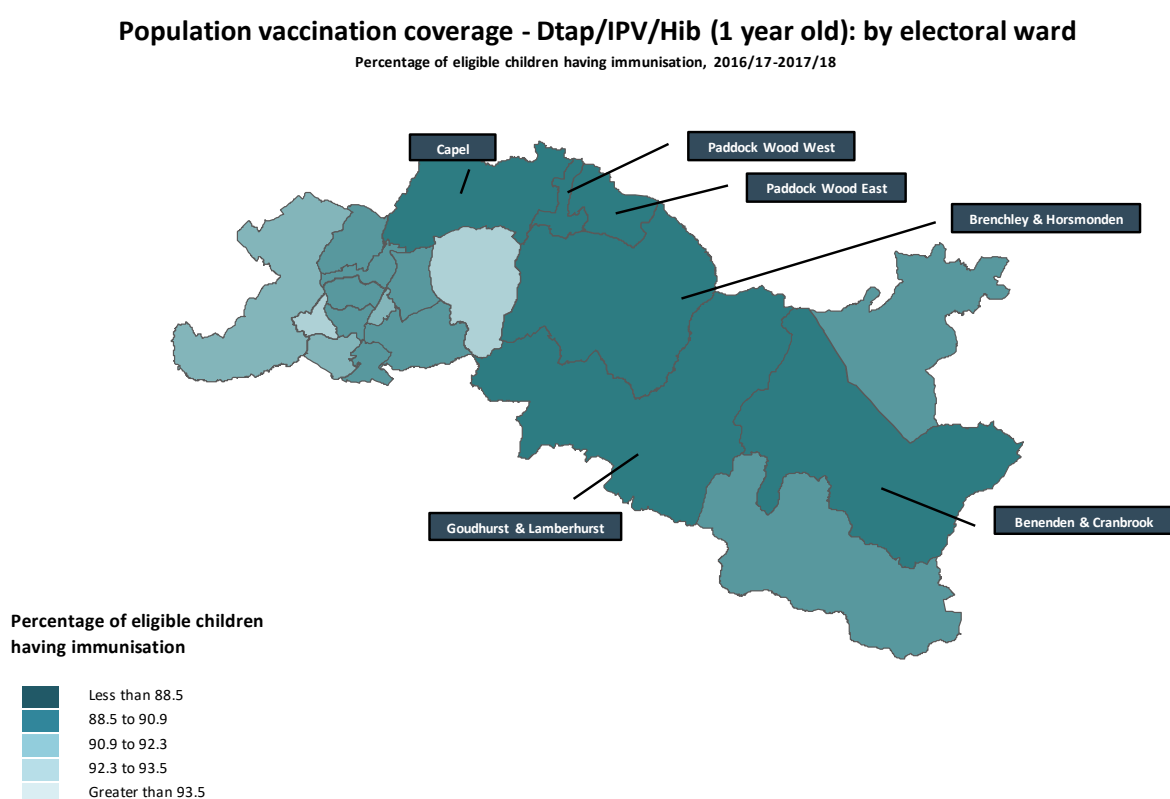 Population vaccination coverage - Dtap/IPV/Hib (1 year old): by electoral ward
Percentage of eligible children having immunisation, 2016/17-2017/18
Capel
Paddock Wood West
Paddock Wood East
Brenchley & Horsmonden
Goudhurst & Lamberhurst
Benenden & Cranbrook
Percentage of eligible children
having immunisation
Less than 88.5
88.5 to 90.9
90.9 to 92.3
92.3 to 93.5
Greater than 93.5